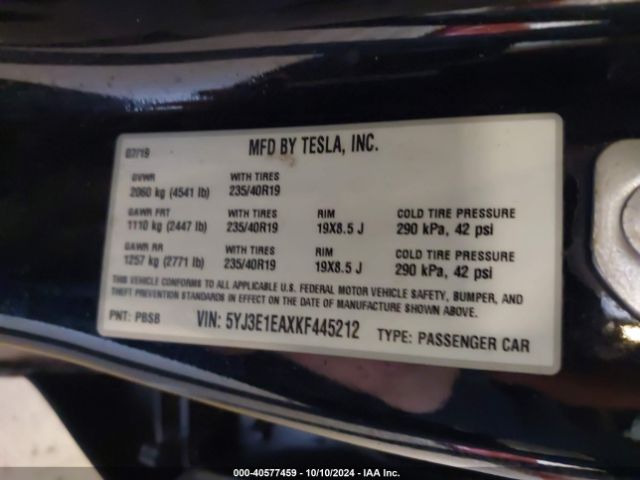 07/19 MFD BY TESLA, INC.
GVWR WITH TIRES
2060 kg (4541 lb) 235/40R19
GAWR FRT WITH TIRES RIM COLD TIRE PRESSURE
1110 kg (2447 lb) 235/40R19 19X8.5 J 290 kPa, 42 psi
GAWR RR WITH TIRES RIM COLD TIRE PRESSURE
1257 kg (2771 lb) 235/40R19 19X8.5 J 290 kPa, 42 psi
THIS VEHICLE CONFORMS TO ALL APPLICABLE U.S. FEDERAL MOTOR VEHICLE SAFETY, BUMPER, AND
THEFT PREVENTION STANDARDS IN EFFECT ON THE DATE OF MANUFACTURE SHOWN ABOVE.
PNT: PBSB VIN: 5YJ3E1EAXKF445212 TYPE: PASSENGER CAR
000-40577459 - 10/10/2024 - IAA Inc.